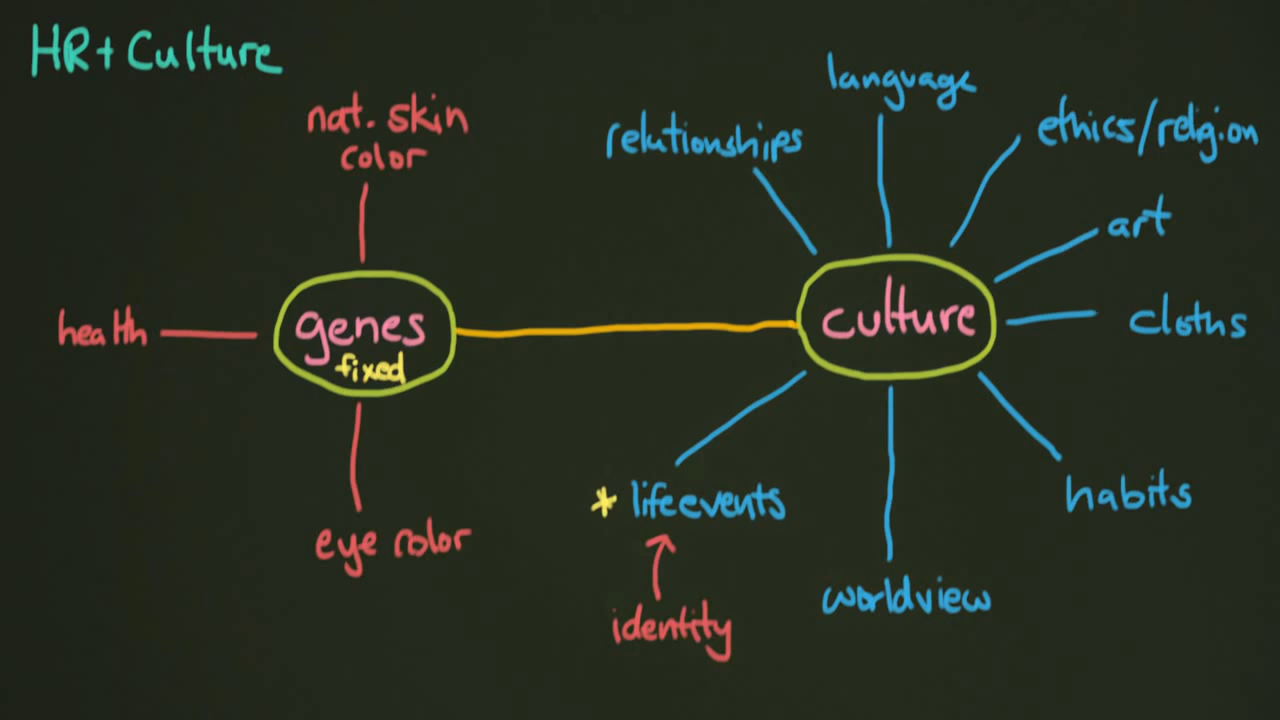 HR + Culture
nat. skin
color
relationships
language
ethics/religion
art
health
genes
fixed
culture
cloths
eye color
* lifeevents
habits
identity
worldview